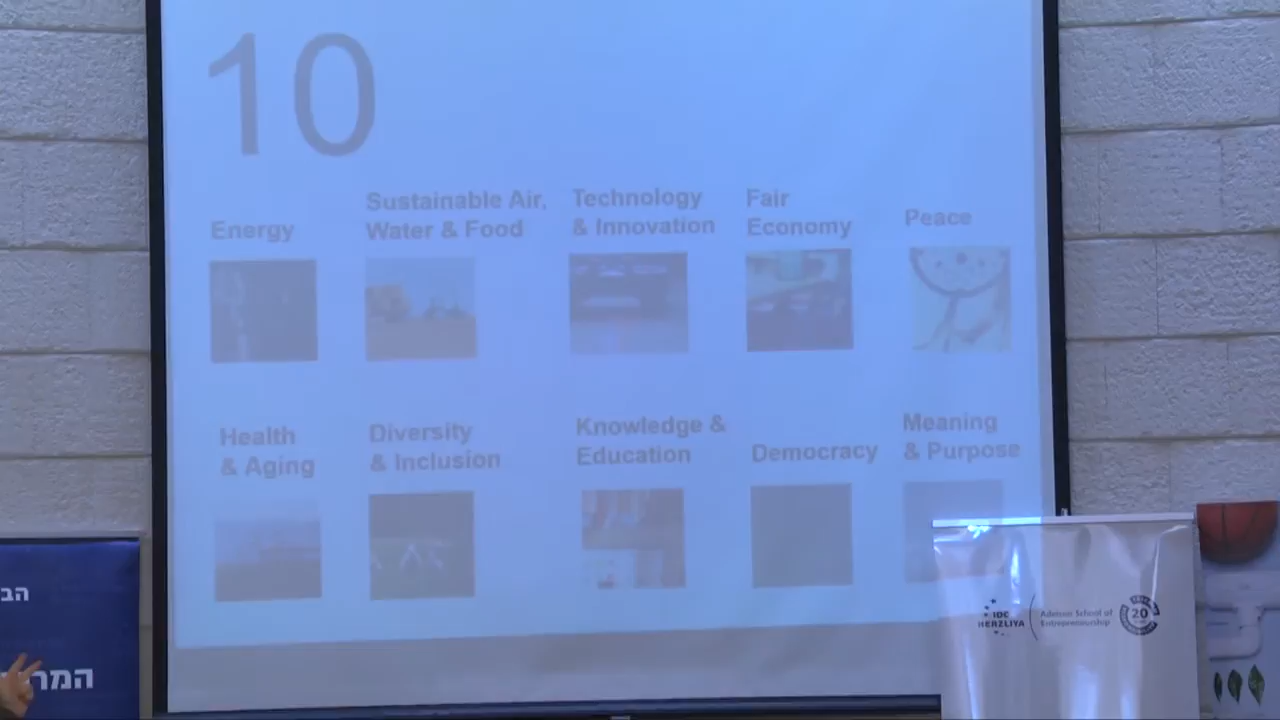 10
Energy
Sustainable Air,
Water & Food
Technology
& Innovation
Fair
Economy
Peace
Health
& Aging
Diversity
& Inclusion
Knowledge &
Education
Democracy
Meaning
& Purpose
הב
המר
IDC
HERZLIYA
Adelson School of
Entrepreneurship
20